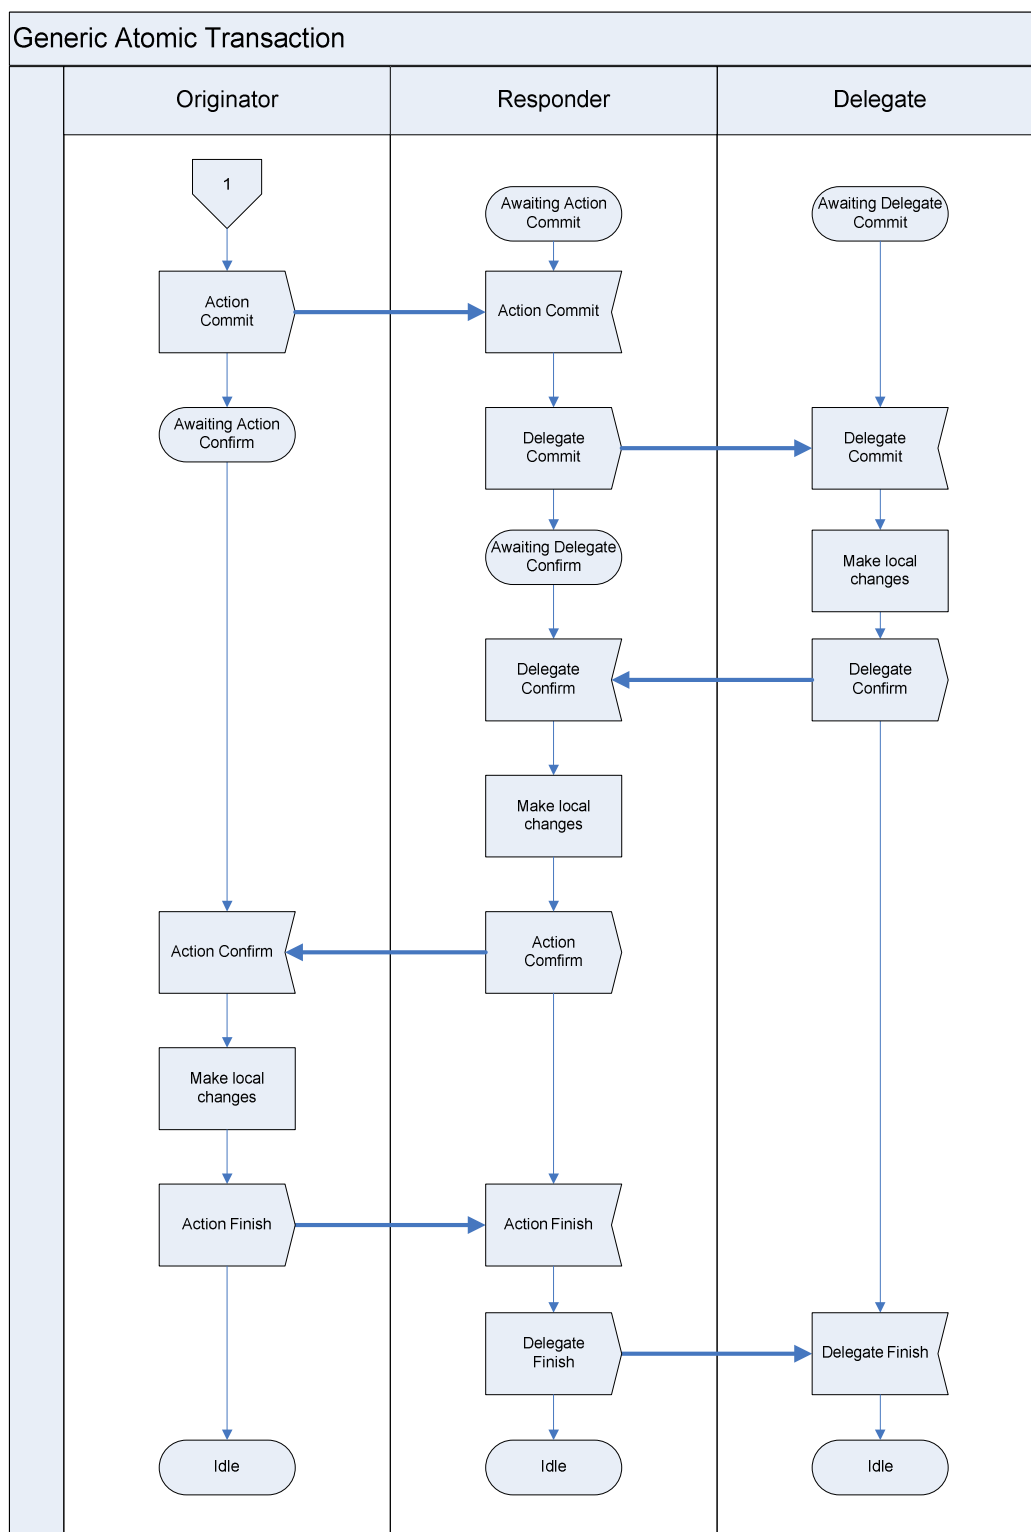 Generic Atomic Transaction
Originator
Responder
Delegate
1
Awaiting Action
Commit
Awaiting Delegate
Commit
Action
Commit
Action Commit
Awaiting Action
Confirm
Delegate
Commit
Delegate
Commit
Awaiting Delegate
Confirm
Make local
changes
Delegate
Confirm
Delegate
Confirm
Make local
changes
Action Confirm
Action
Comfirm
Make local
changes
Action Finish
Action Finish
Delegate
Finish
Delegate Finish
Idle
Idle
Idle